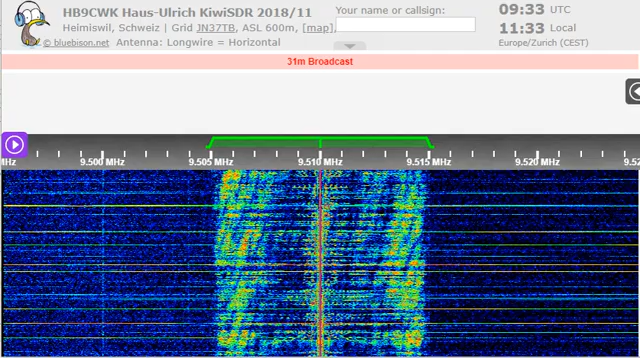 HB9CWK Haus-Ulrich KiwiSDR 2018/11
Heimiswil, Schweiz | Grid JN37TB, ASL 600m, [map],
© bluebison.net Antenna: Longwire = Horizontal
Your name or callsign:
09:33 UTC
11:33 Local
Europe/Zurich (CEST)
31m Broadcast
MHz 9.500 MHz 9.505 MHz 9.510 MHz 9.515 MHz 9.520 MHz 9.52